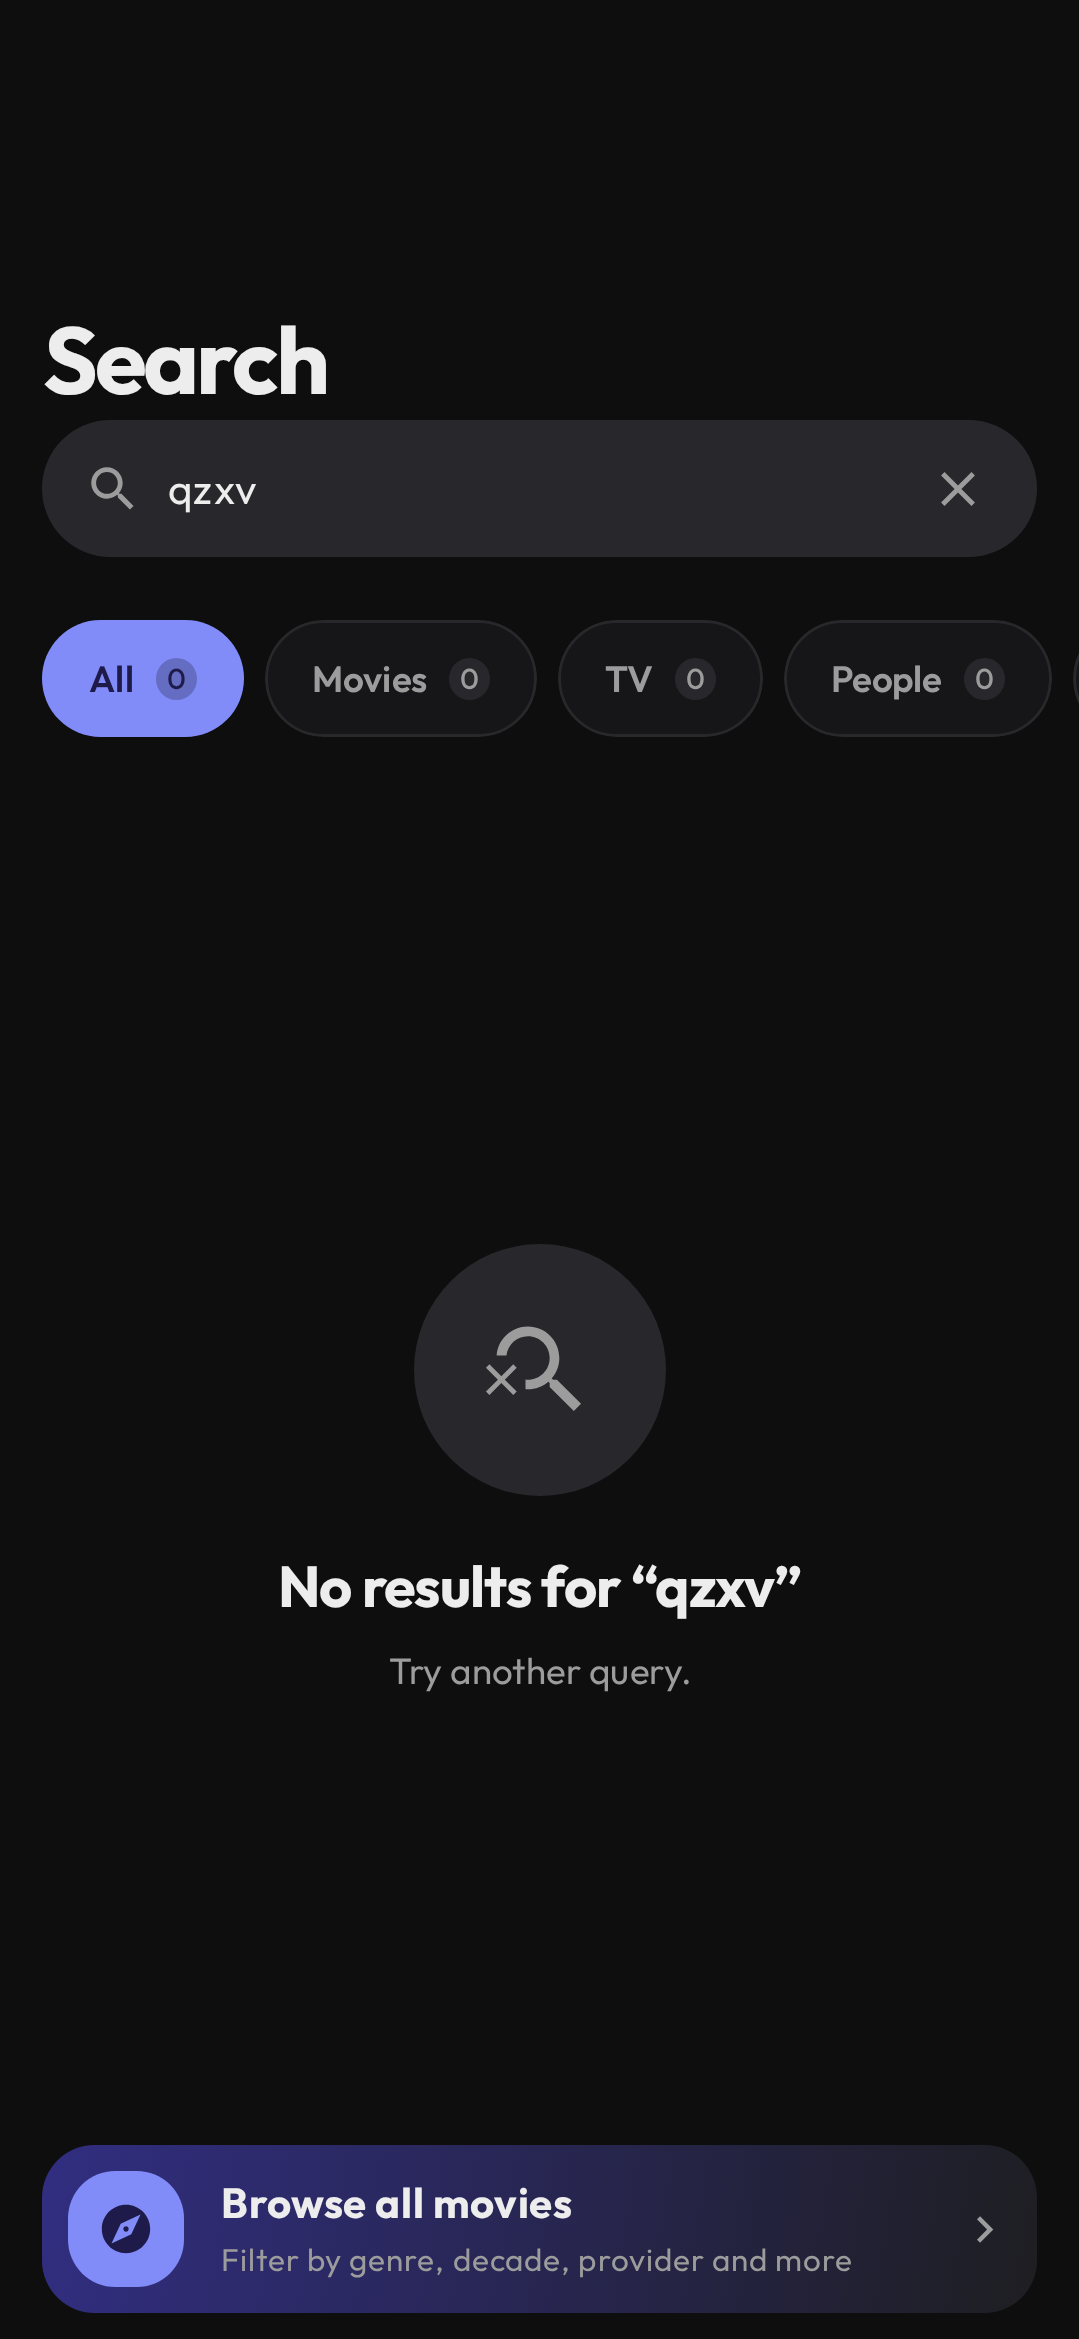 Search
qzxv
All 0 Movies 0 TV 0 People 0
No results for “qzxv”
Try another query.
Browse all movies
Filter by genre, decade, provider and more